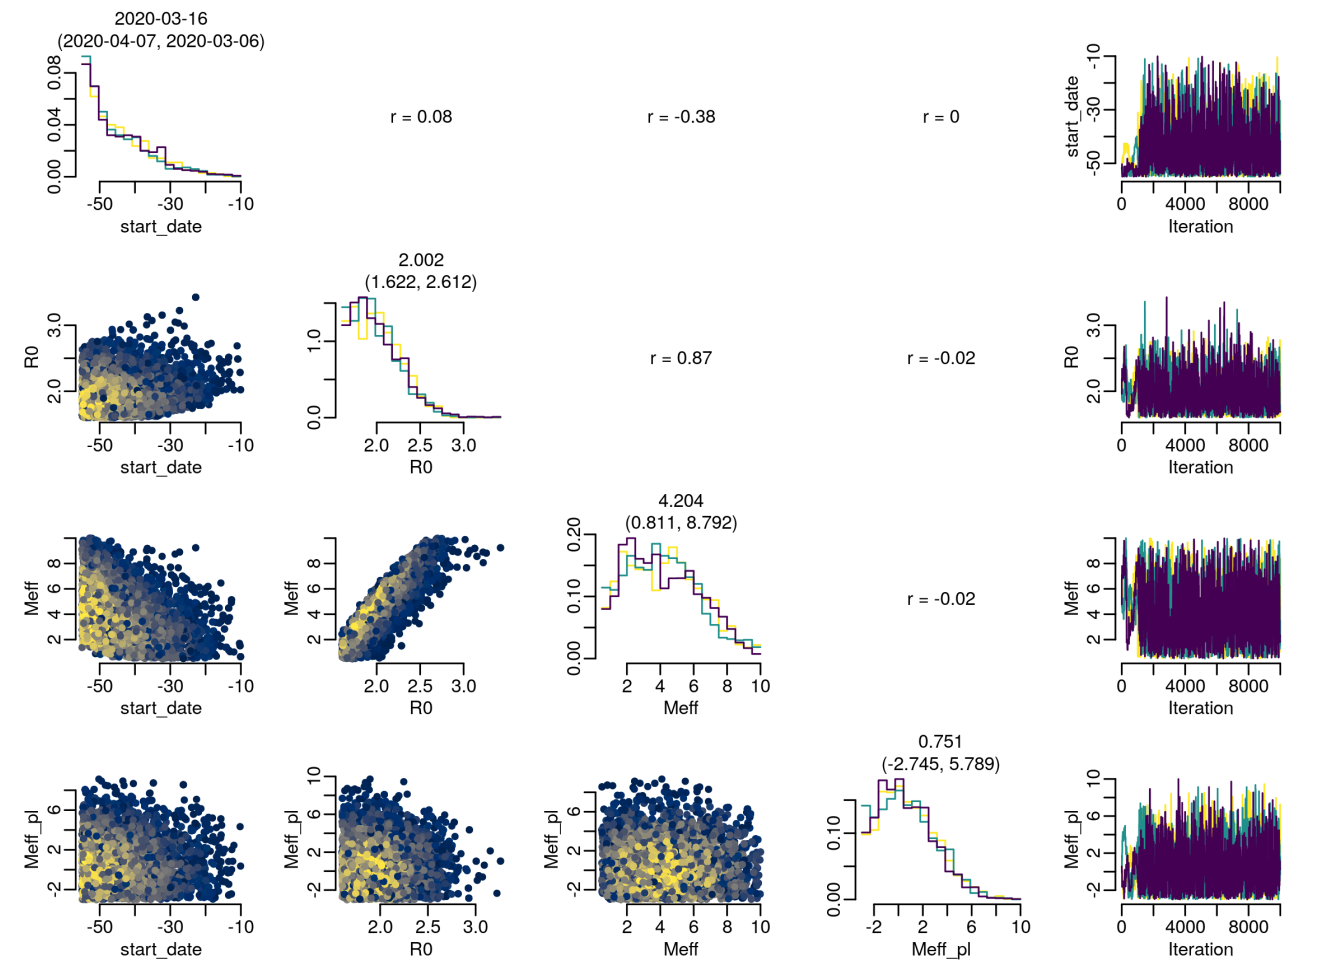 2020-03-16
(2020-04-07, 2020-03-06)
0.00 0.04 0.08
-50 -30 -10
start_date
r = 0.08
r = -0.38
r = 0
start_date
-50 -30 -10
0 4000 8000
Iteration
R0
2.0 3.0
-50 -30 -10
start_date
2.002
(1.622, 2.612)
0.0 1.0
2.0 2.5 3.0
R0
r = 0.87
r = -0.02
R0
2.0 3.0
0 4000 8000
Iteration
Meff
2 4 6 8
-50 -30 -10
start_date
Meff
2 4 6 8
2.0 2.5 3.0
R0
4.204
(0.811, 8.792)
0.00 0.10 0.20
2 4 6 8 10
Meff
r = -0.02
Meff
2 4 6 8
0 4000 8000
Iteration
Meff_pl
-2 2 6
-50 -30 -10
start_date
Meff_pl
-2 2 6 10
2.0 2.5 3.0
R0
Meff_pl
-2 2 6
2 4 6 8 10
Meff
0.751
(-2.745, 5.789)
0.00 0.10
-2 2 6 10
Meff_pl
Meff_pl
-2 2 6 10
0 4000 8000
Iteration